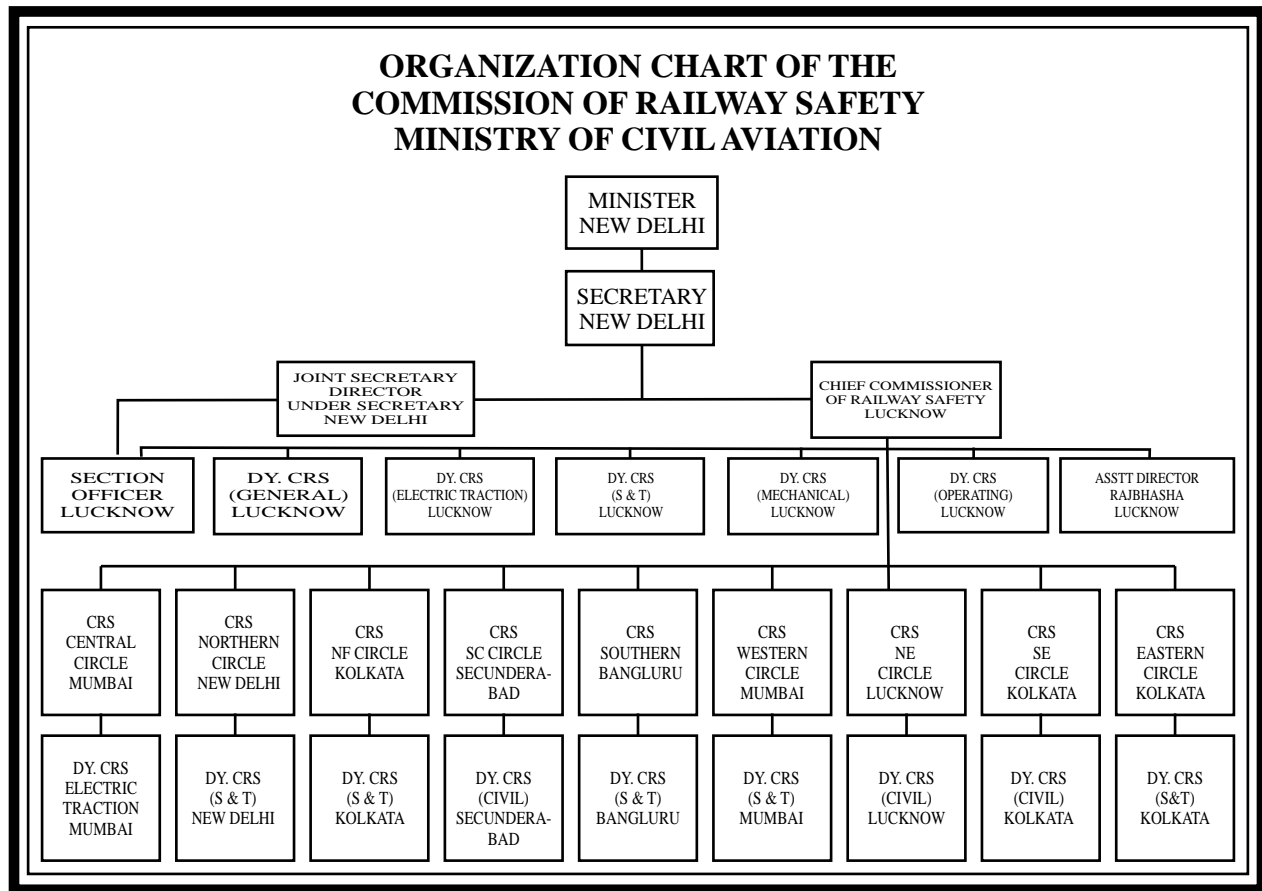 ORGANIZATION CHART OF THE
COMMISSION OF RAILWAY SAFETY
MINISTRY OF CIVIL AVIATION
MINISTER
NEW DELHI
SECRETARY
NEW DELHI
JOINT SECRETARY
DIRECTOR
UNDER SECRETARY
NEW DELHI
CHIEF COMMISSIONER
OF RAILWAY SAFETY
LUCKNOW
SECTION
OFFICER
LUCKNOW
DY. CRS
(GENERAL)
LUCKNOW
DY. CRS
(ELECTRIC TRACTION)
LUCKNOW
DY. CRS
(S & T)
LUCKNOW
DY. CRS
(MECHANICAL)
LUCKNOW
DY. CRS
(OPERATING)
LUCKNOW
ASSTT DIRECTOR
RAJBHASHA
LUCKNOW
CRS
CENTRAL
CIRCLE
MUMBAI
CRS
NORTHERN
CIRCLE
NEW DELHI
CRS
NF CIRCLE
KOLKATA
CRS
SC CIRCLE
SECUNDERA-
BAD
CRS
SOUTHERN
BANGLURU
CRS
WESTERN
CIRCLE
MUMBAI
CRS
NE
CIRCLE
LUCKNOW
CRS
SE
CIRCLE
KOLKATA
CRS
EASTERN
CIRCLE
KOLKATA
DY. CRS
ELECTRIC
TRACTION
MUMBAI
DY. CRS
(S & T)
NEW DELHI
DY. CRS
(S & T)
KOLKATA
DY. CRS
(CIVIL)
SECUNDERA-
BAD
DY. CRS
(S & T)
BANGLURU
DY. CRS
(S & T)
MUMBAI
DY. CRS
(CIVIL)
LUCKNOW
DY. CRS
(CIVIL)
KOLKATA
DY. CRS
(S&T)
KOLKATA